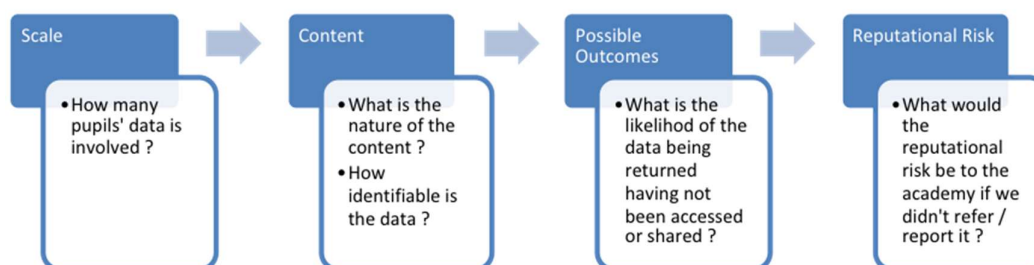 Scale
•How many
pupils' data is
involved ?
Content
•What is the
nature of the
content ?
•How
identifiable is
the data ?
Possible
Outcomes
•What is the
likelihod of the
data being
returned
having not
been accessed
or shared ?
Reputational Risk
•What would
the
reputational
risk be to the
academy if we
didn't refer /
report it ?